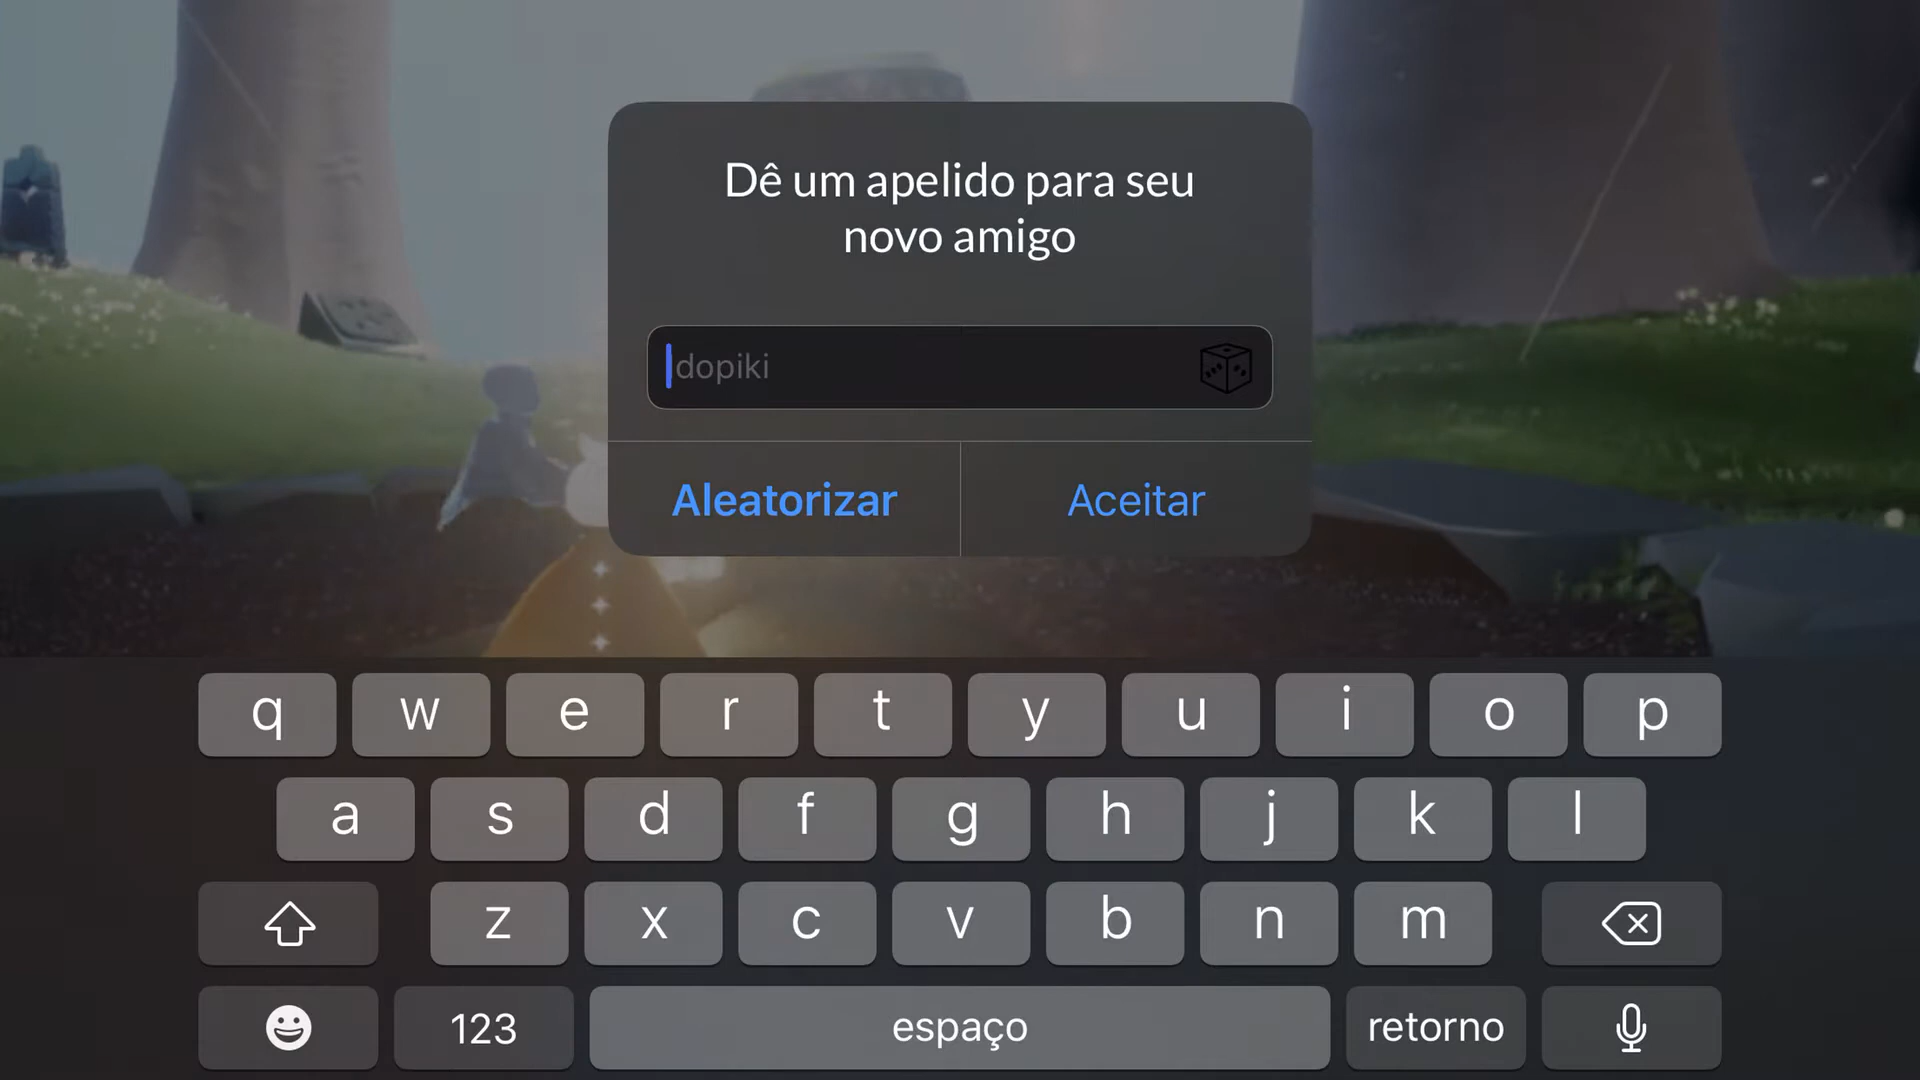 Dê um apelido para seu
novo amigo
dopiki
Aleatorizar
Aceitar
q w e r t y u i o p
a s d f g h j k l
z x c v b n m
123
espaço
retorno